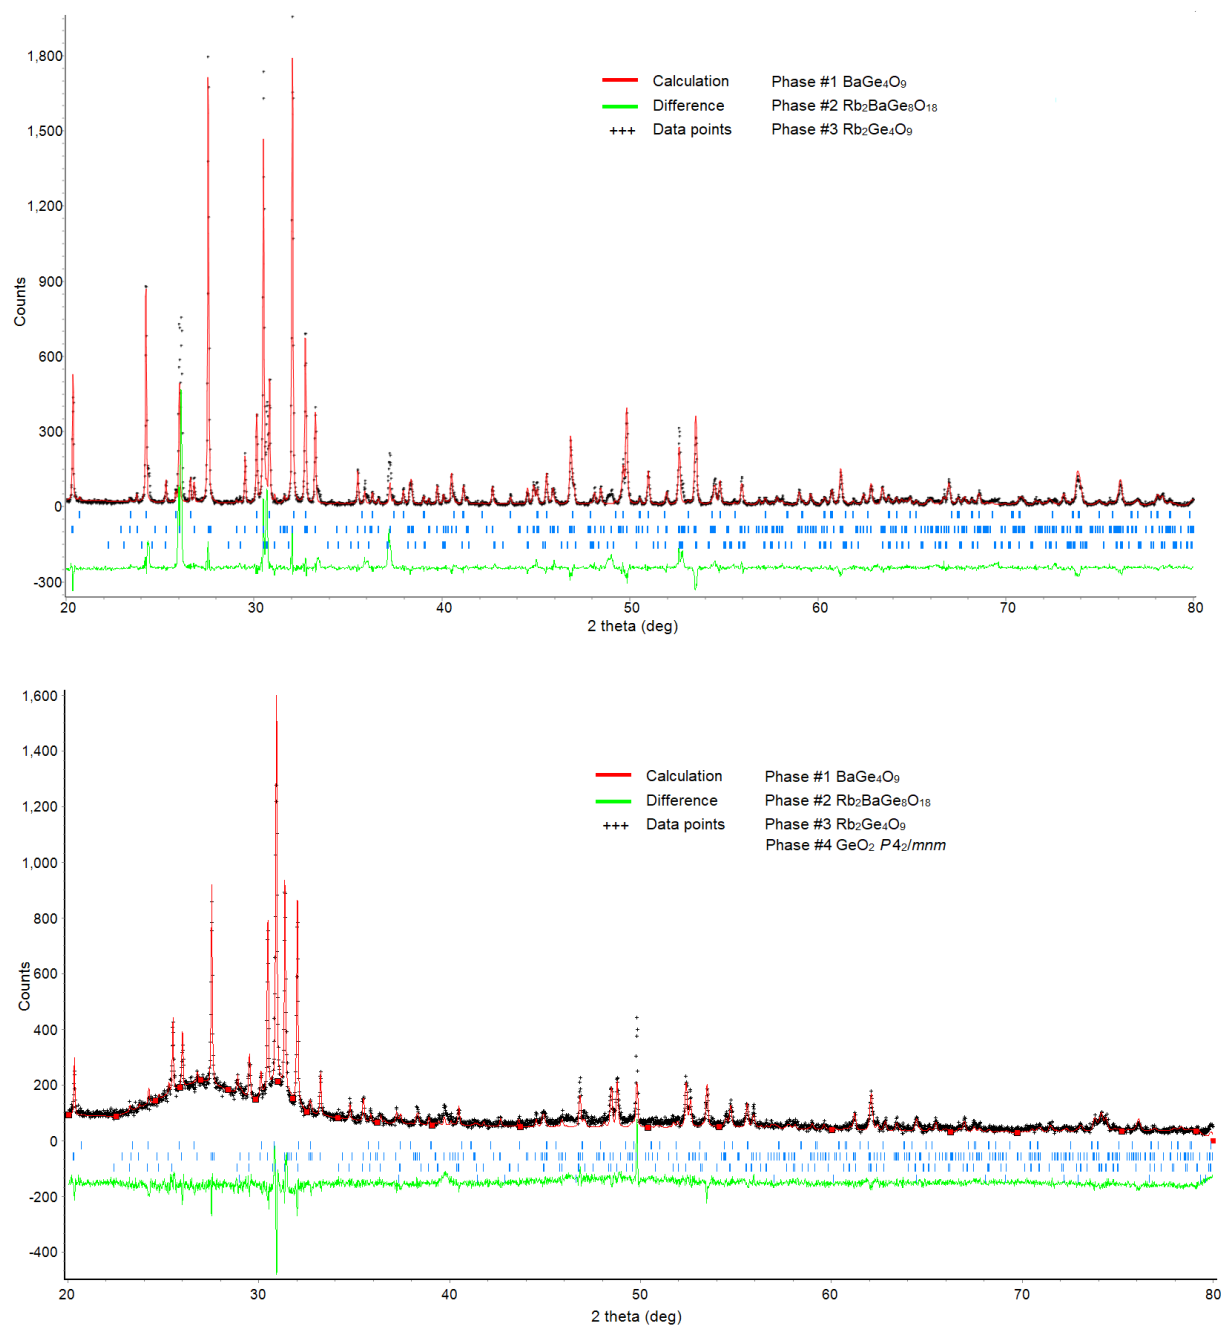 1,800
1,500
1,200
900
600
300
0
-300
Counts
Calculation Phase #1 BaGe₄O₉
Difference Phase #2 Rb₂BaGe₈O₁₈
+++ Data points Phase #3 Rb₂Ge₄O₉
20 30 40 50 60 70 80
2 theta (deg)
1,600
1,400
1,200
1,000
800
600
400
200
0
-200
-400
Counts
Calculation Phase #1 BaGe₄O₉
Difference Phase #2 Rb₂BaGe₈O₁₈
+++ Data points Phase #3 Rb₂Ge₄O₉
Phase #4 GeO₂ P4₂/mnm
20 30 40 50 60 70 80
2 theta (deg)